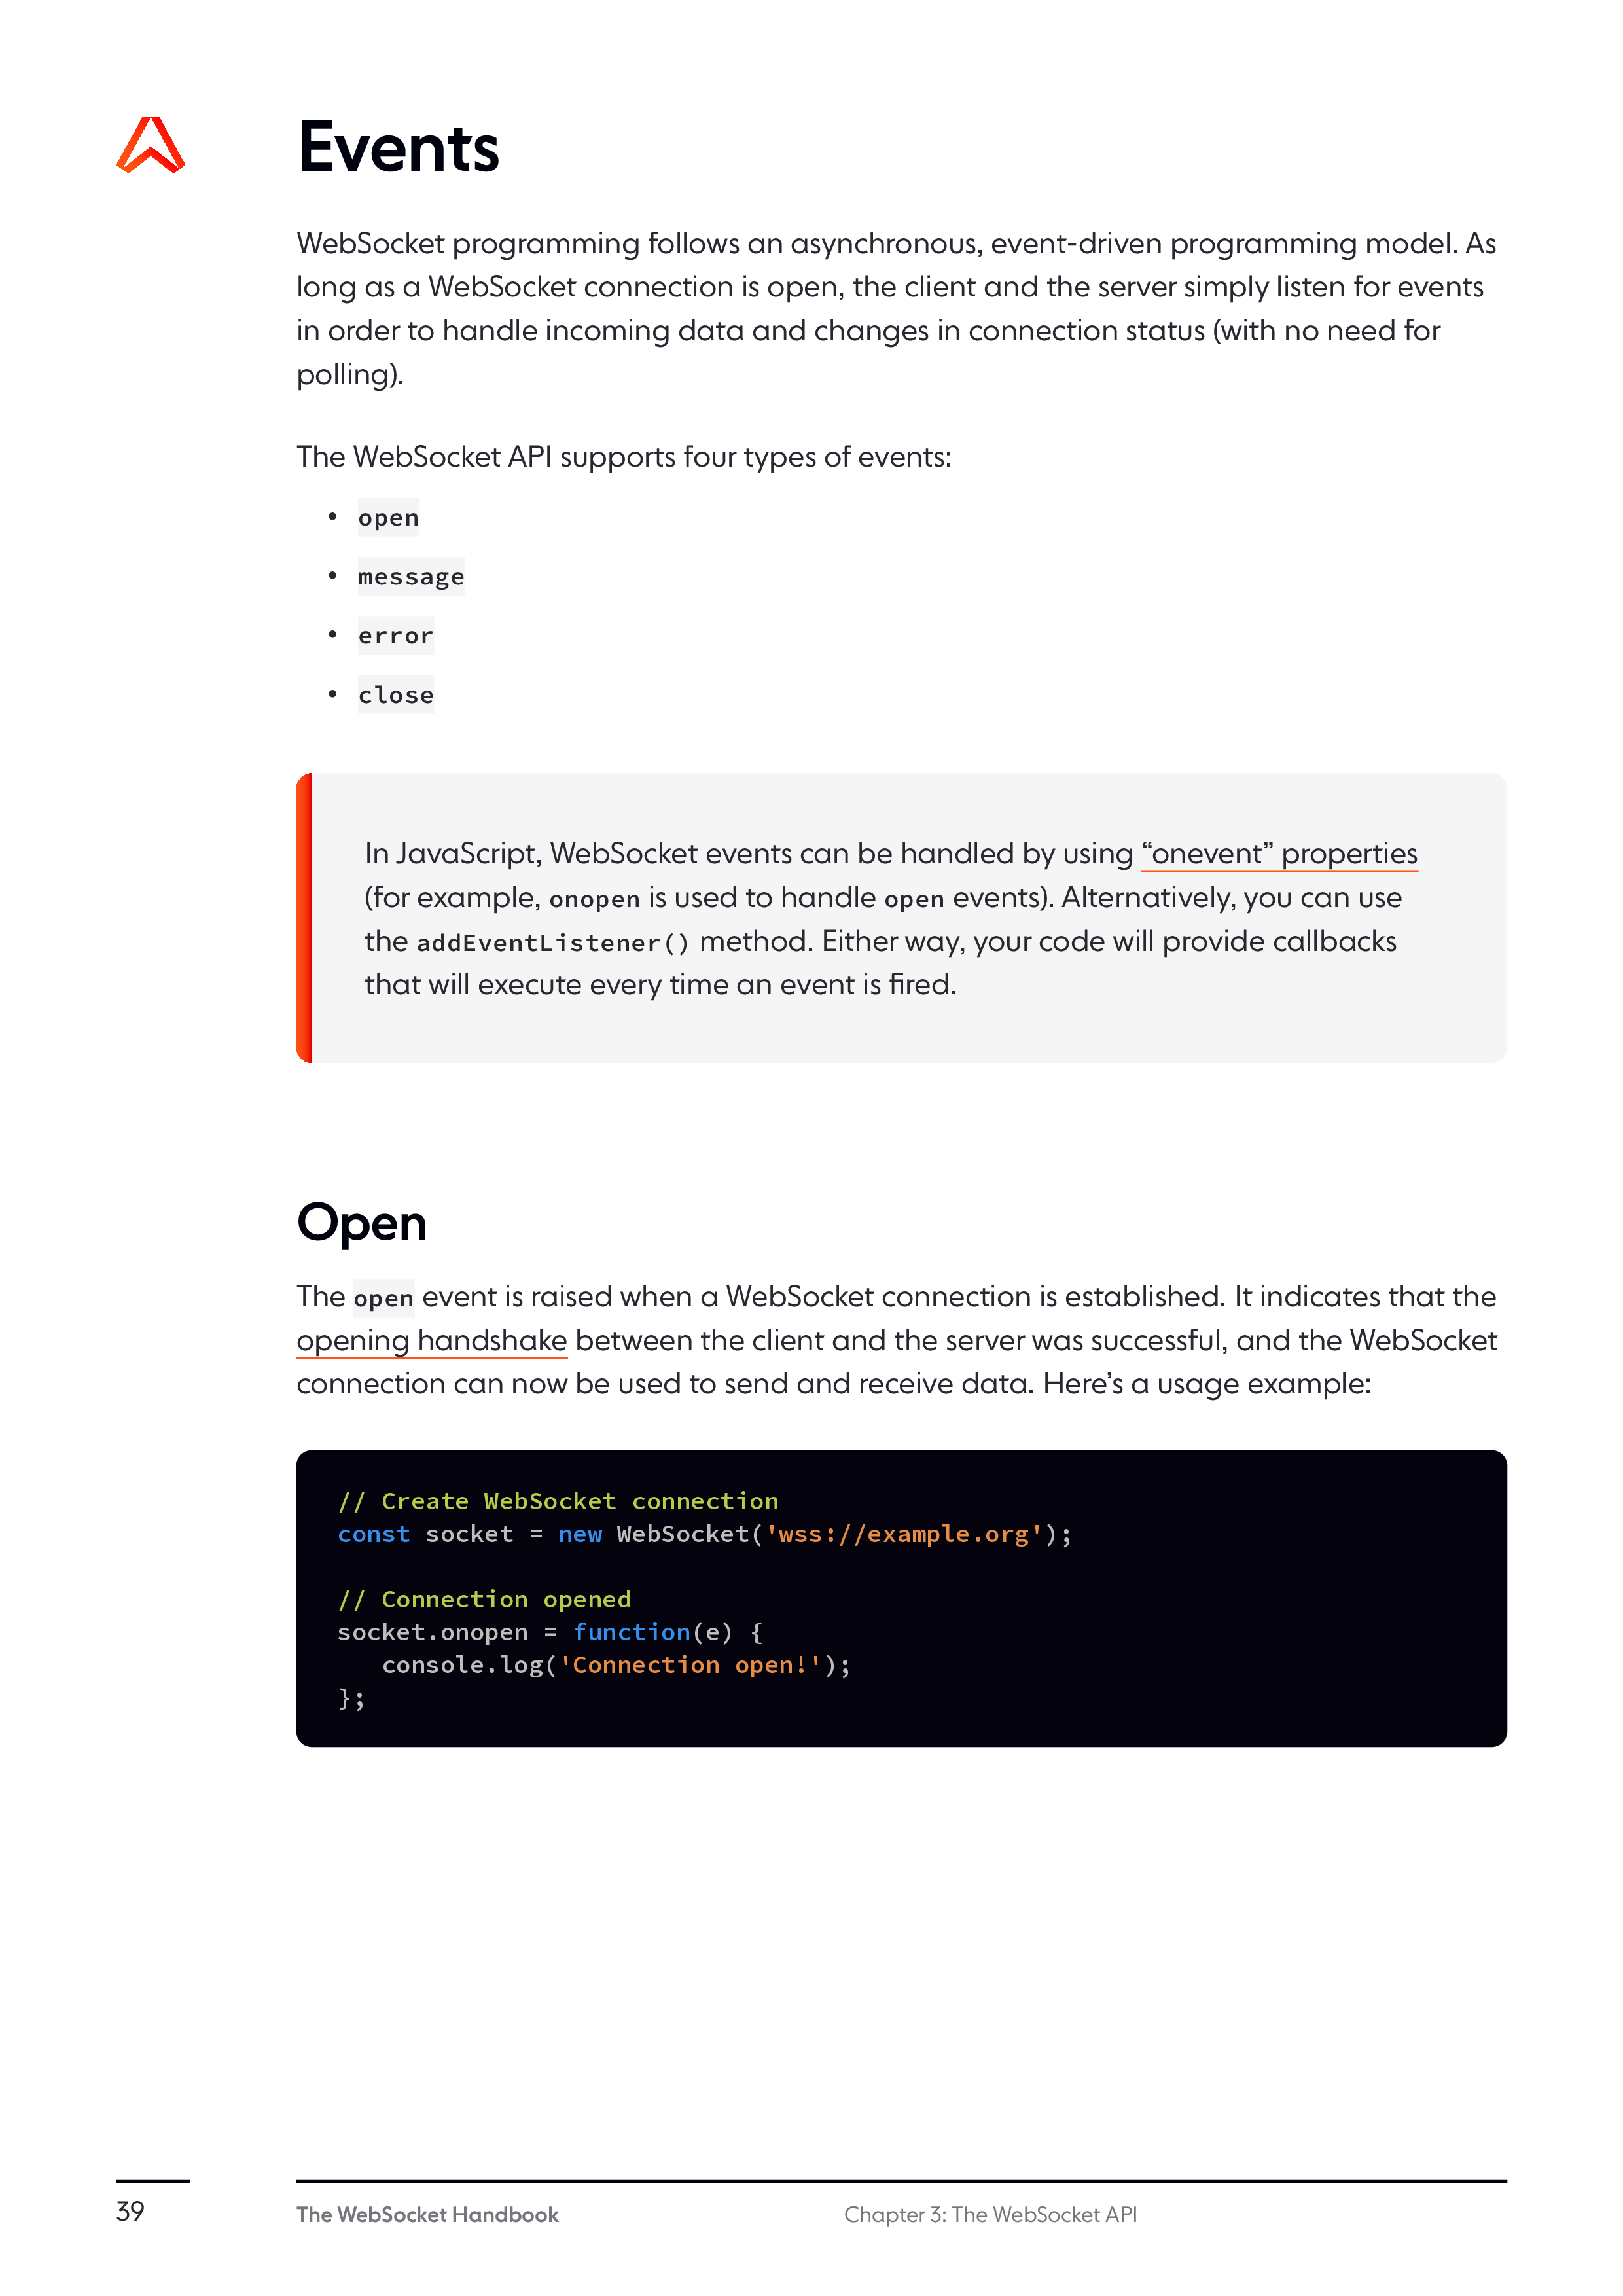 Events
WebSocket programming follows an asynchronous, event-driven programming model. As
long as a WebSocket connection is open, the client and the server simply listen for events
in order to handle incoming data and changes in connection status (with no need for
polling).
The WebSocket API supports four types of events:
• open
• message
• error
• close
In JavaScript, WebSocket events can be handled by using “onevent” properties
(for example, onopen is used to handle open events). Alternatively, you can use
the addEventListener() method. Either way, your code will provide callbacks
that will execute every time an event is fired.
Open
The open event is raised when a WebSocket connection is established. It indicates that the
opening handshake between the client and the server was successful, and the WebSocket
connection can now be used to send and receive data. Here’s a usage example:
// Create WebSocket connection
const socket = new WebSocket('wss://example.org');
// Connection opened
socket.onopen = function(e) {
   console.log('Connection open!');
};
39 The WebSocket Handbook Chapter 3: The WebSocket API